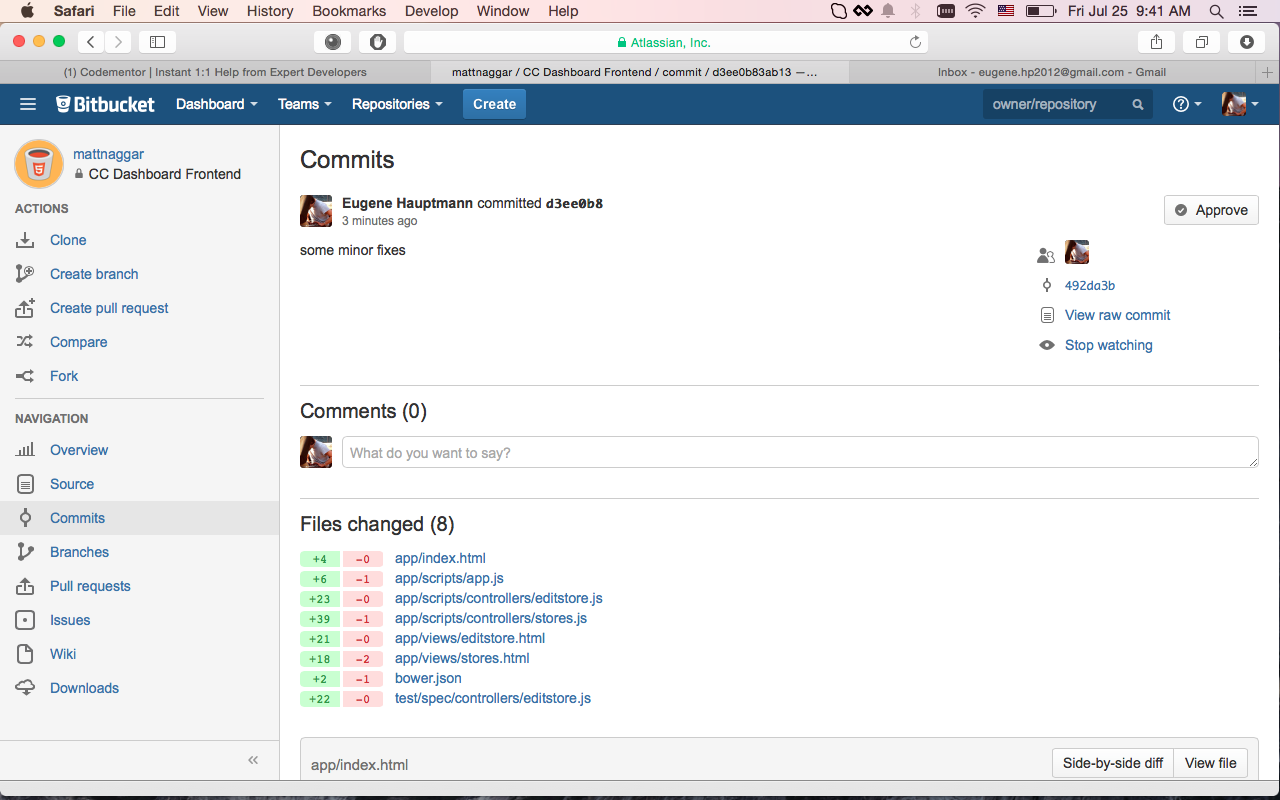 Safari File Edit View History Bookmarks Develop Window Help Fri Jul 25 9:41 AM
Atlassian, Inc.
(1) Codementor | Instant 1:1 Help from Expert Developers
mattnaggar / CC Dashboard Frontend / commit / d3ee0b83ab13 —...
Inbox - eugene.hp2012@gmail.com - Gmail
Bitbucket Dashboard Teams Repositories Create owner/repository
mattnaggar
CC Dashboard Frontend
ACTIONS
Clone
Create branch
Create pull request
Compare
Fork
NAVIGATION
Overview
Source
Commits
Branches
Pull requests
Issues
Wiki
Downloads
Commits
Eugene Hauptmann committed d3ee0b8
3 minutes ago
Approve
some minor fixes
492da3b
View raw commit
Stop watching
Comments (0)
What do you want to say?
Files changed (8)
+4 −0 app/index.html
+6 −1 app/scripts/app.js
+23 −0 app/scripts/controllers/editstore.js
+39 −1 app/scripts/controllers/stores.js
+21 −0 app/views/editstore.html
+18 −2 app/views/stores.html
+2 −1 bower.json
+22 −0 test/spec/controllers/editstore.js
app/index.html Side-by-side diff View file